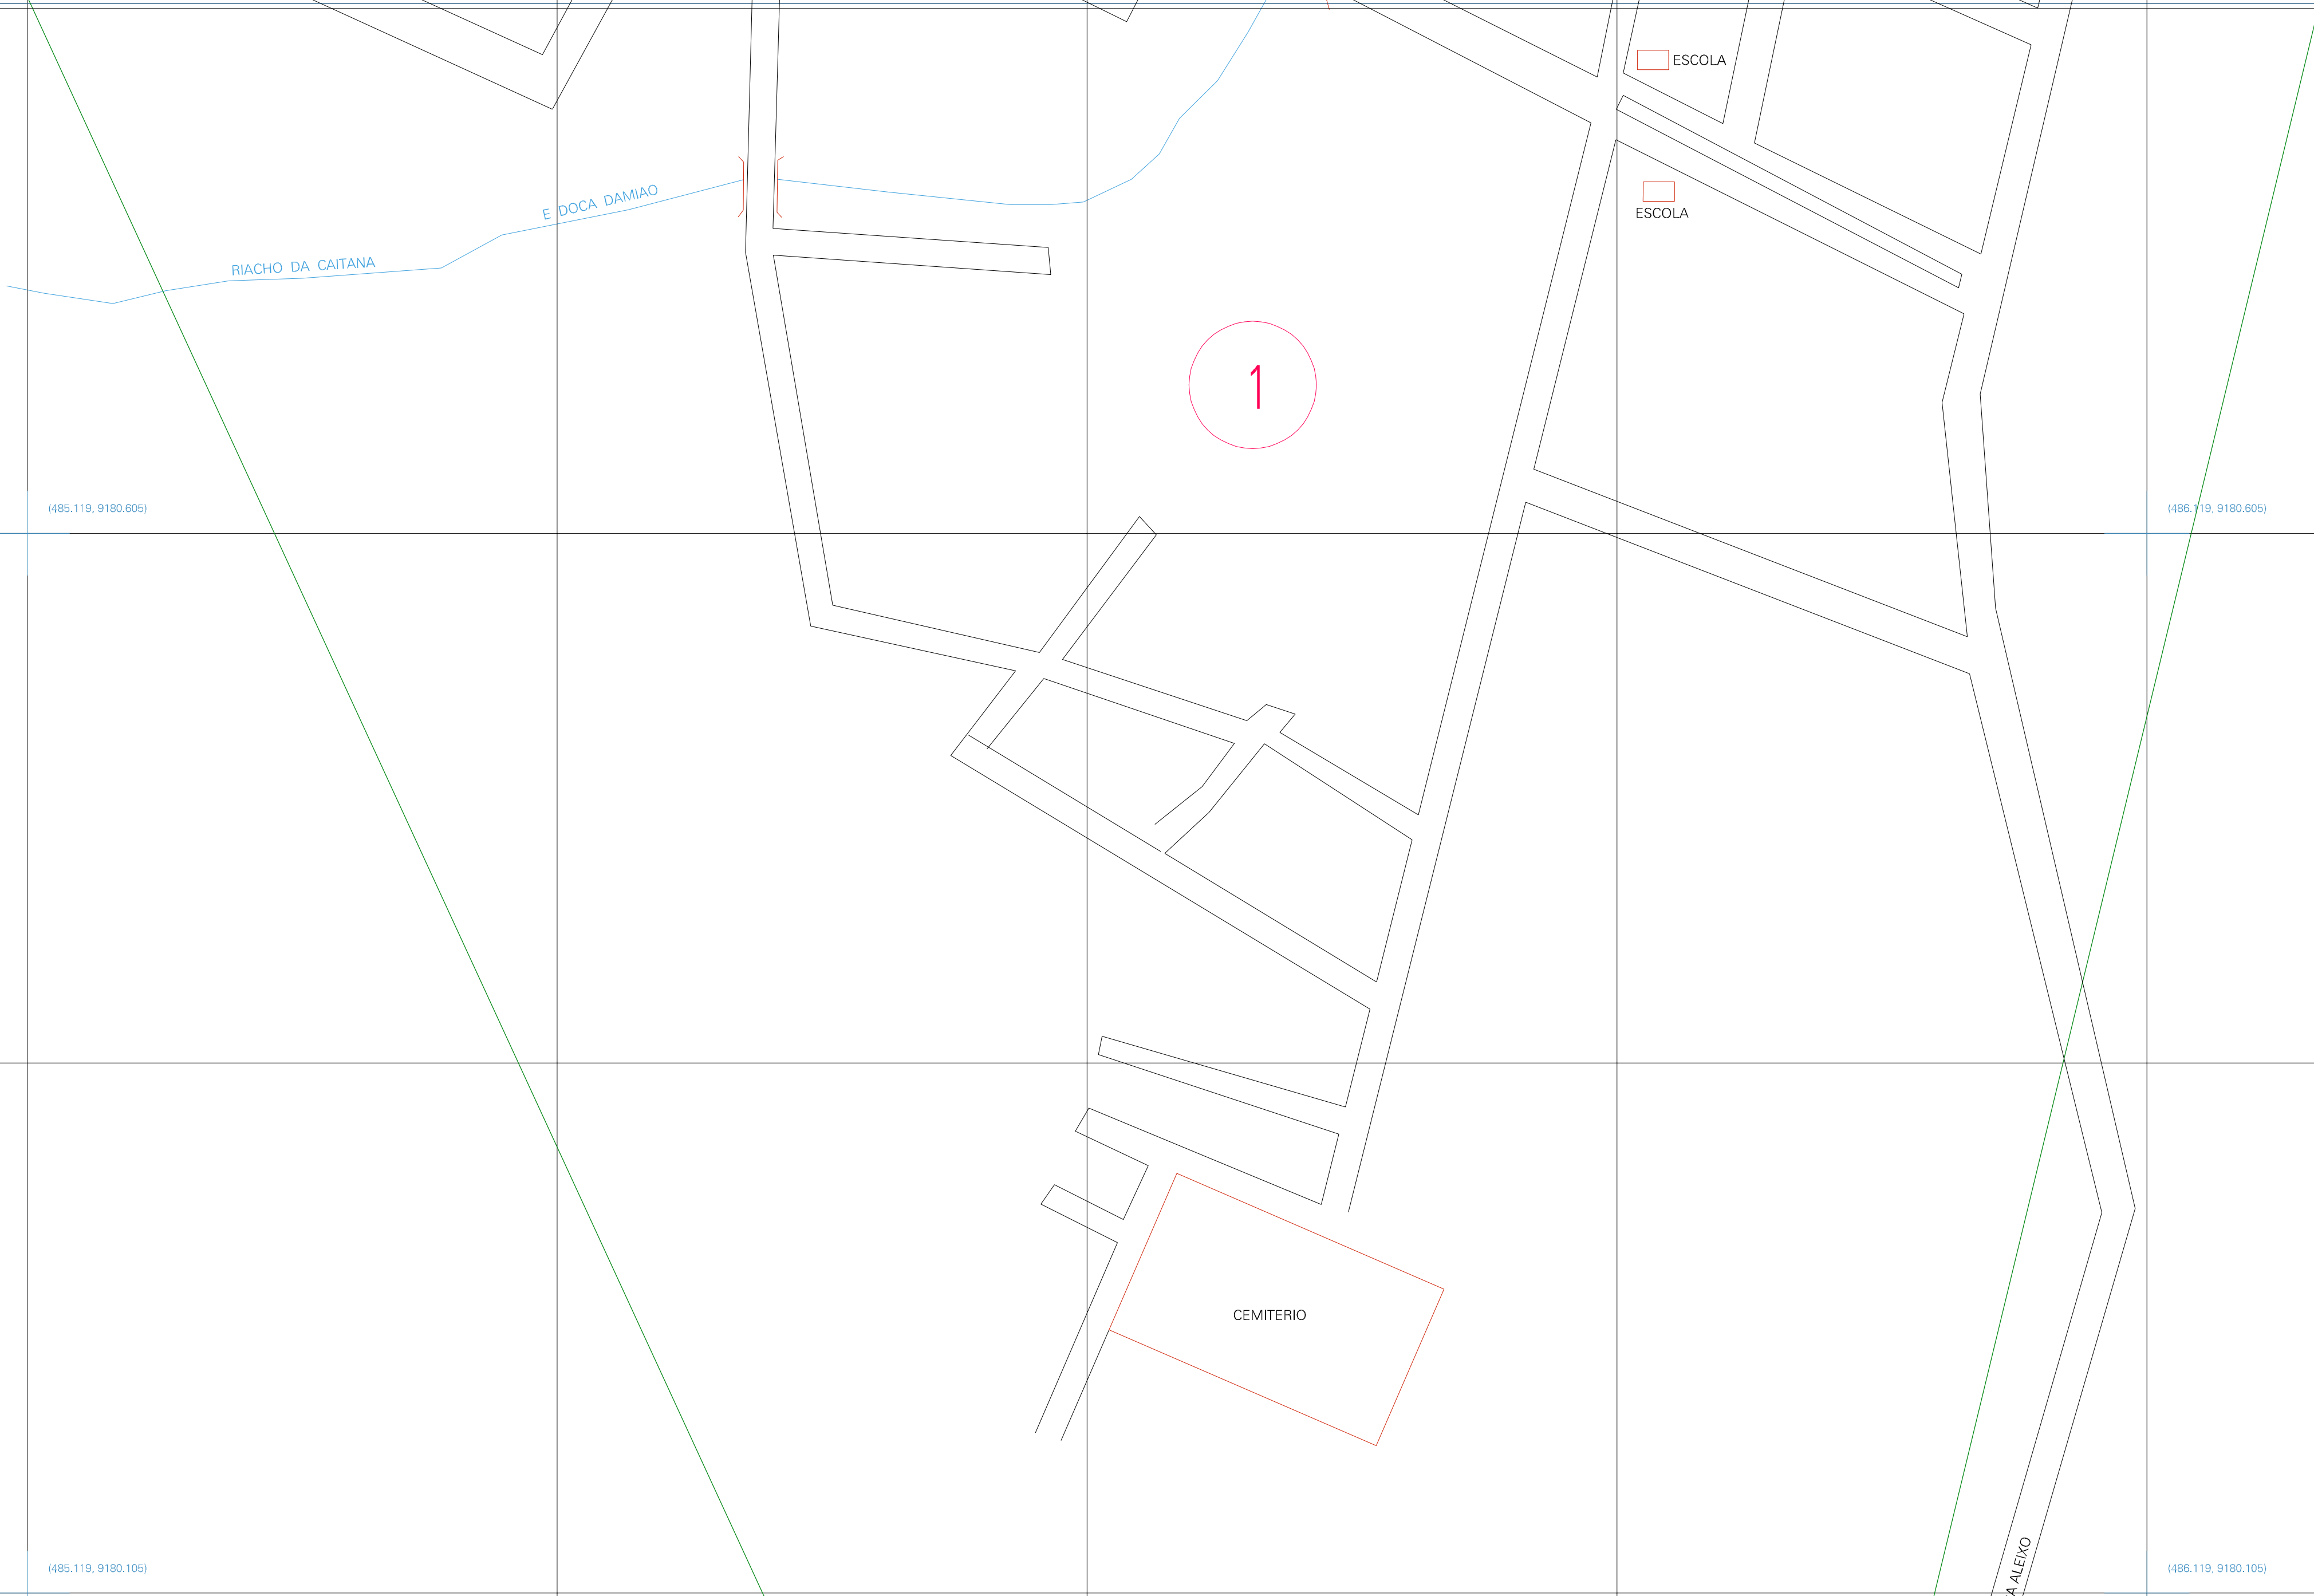 ESCOLA
E DOCA DAMIAO
ESCOLA
RIACHO DA CAITANA
1
(485.119, 9180.605)
(486.119, 9180.605)
CEMITERIO
A ALEIXO
(485.119, 9180.105)
(486.119, 9180.105)